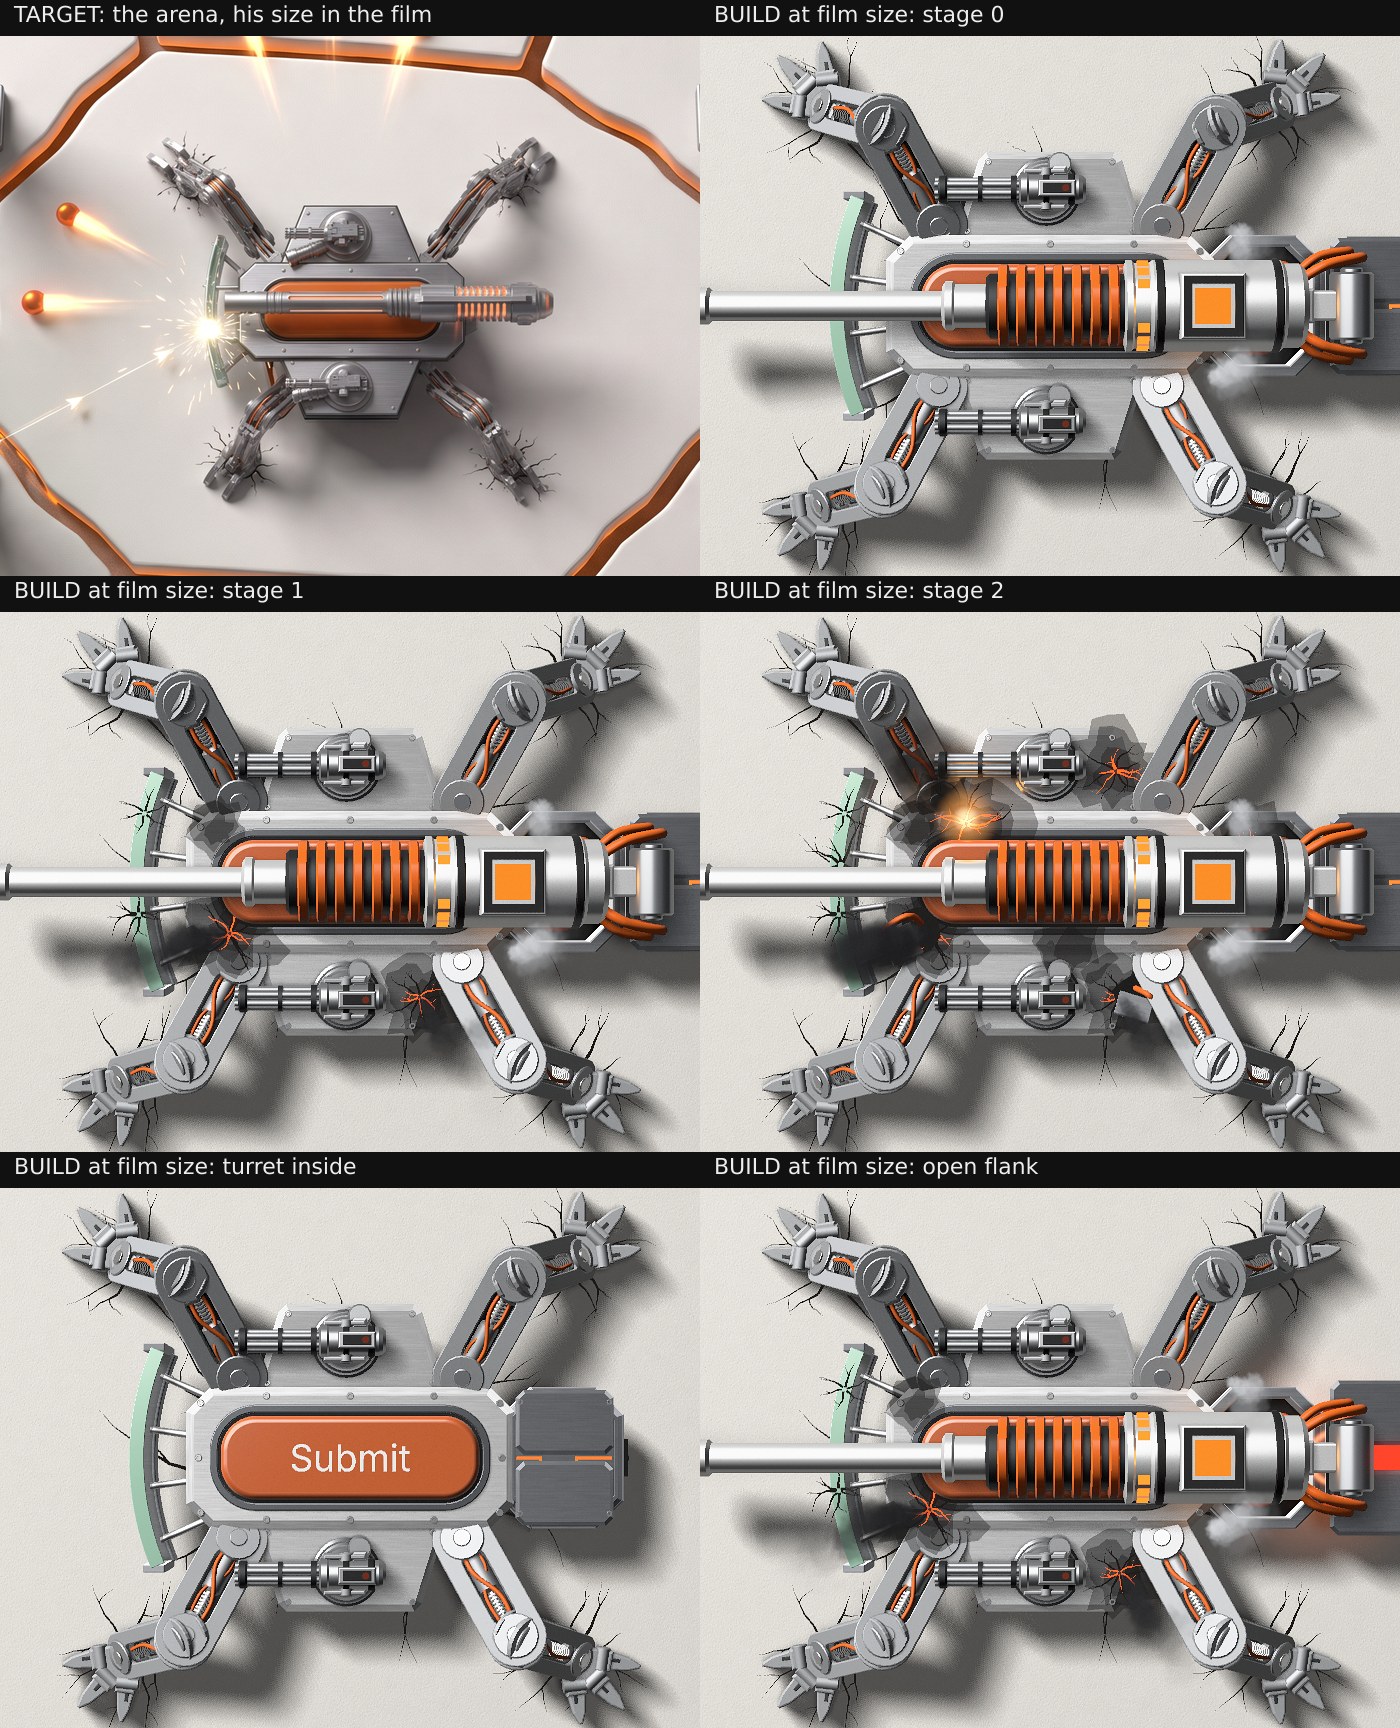 TARGET: the arena, his size in the film
BUILD at film size: stage 0
BUILD at film size: stage 1
BUILD at film size: stage 2
BUILD at film size: turret inside
BUILD at film size: open flank
Submit